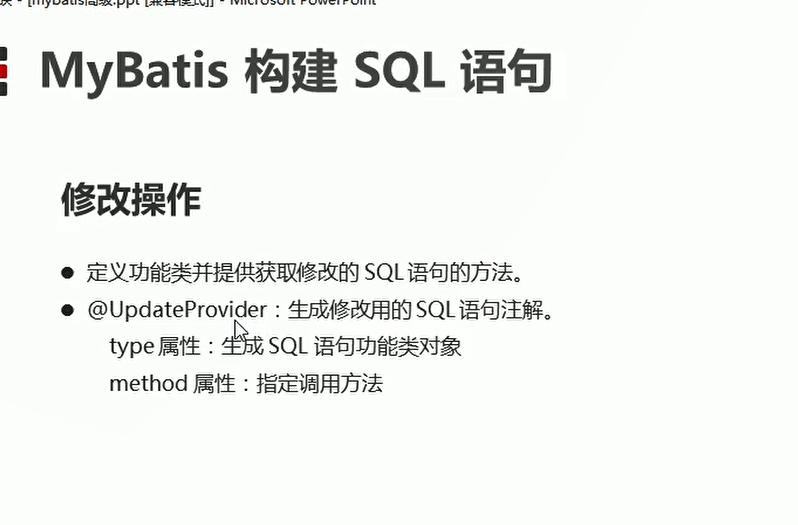 [mybatis高级.ppt [兼容模式]] - Microsoft PowerPoint
MyBatis 构建 SQL 语句
修改操作
● 定义功能类并提供获取修改的 SQL 语句的方法。
● @UpdateProvider：生成修改用的 SQL 语句注解。
type 属性：生成 SQL 语句功能类对象
method 属性：指定调用方法